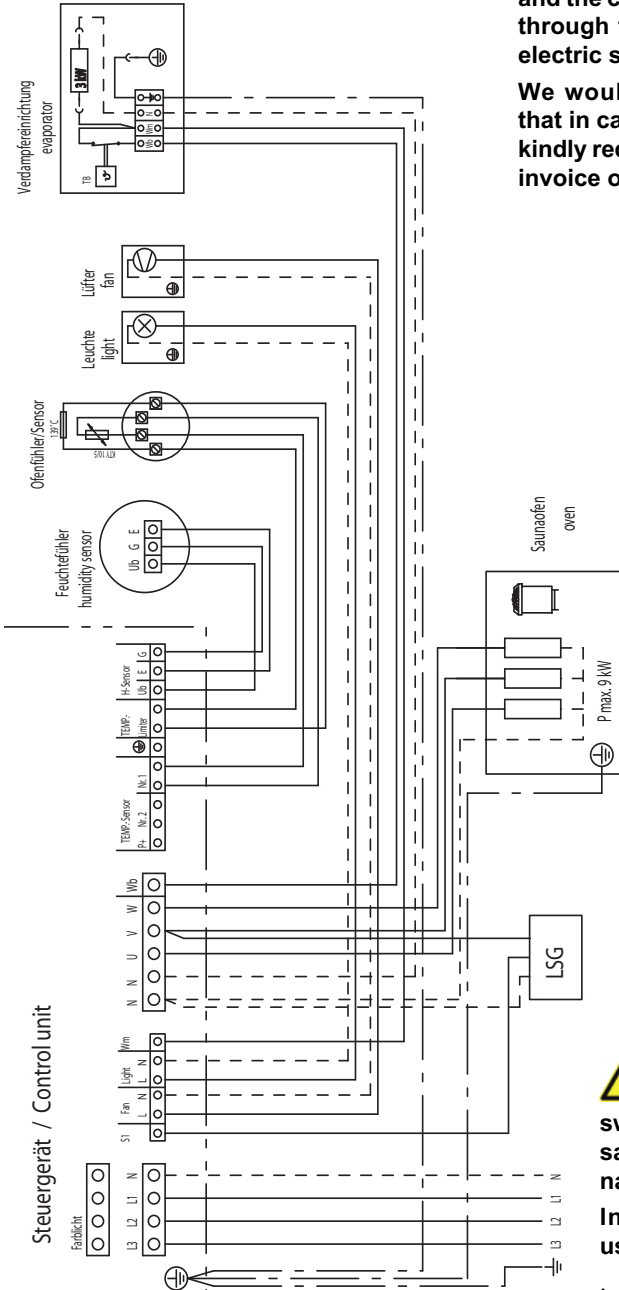 and the c
through
electric s
We woul
that in ca
kindly rec
invoice o
Verdampfereinrichtung
evaporator
3 kW
TB
Wb Wm N
Lüfter
fan
Leuchte
light
Ofenfühler/Sensor
139°C
KTY 10/5
Feuchtefühler
humidity sensor
Ub G E
Saunaofen
oven
P max. 9 kW
LSG
Steuergerät / Control unit
Farblicht
L3 L2 L1 N
S1
Fan
L N
Light
L N
Wm
N N U V W Wb
TEMP.-Sensor
P+ Nr. 2 Nr. 1
TEMP.-
Limiter
H-Sensor
Ub E G
L3 L2 L1 N
sw
sa
na
In
us